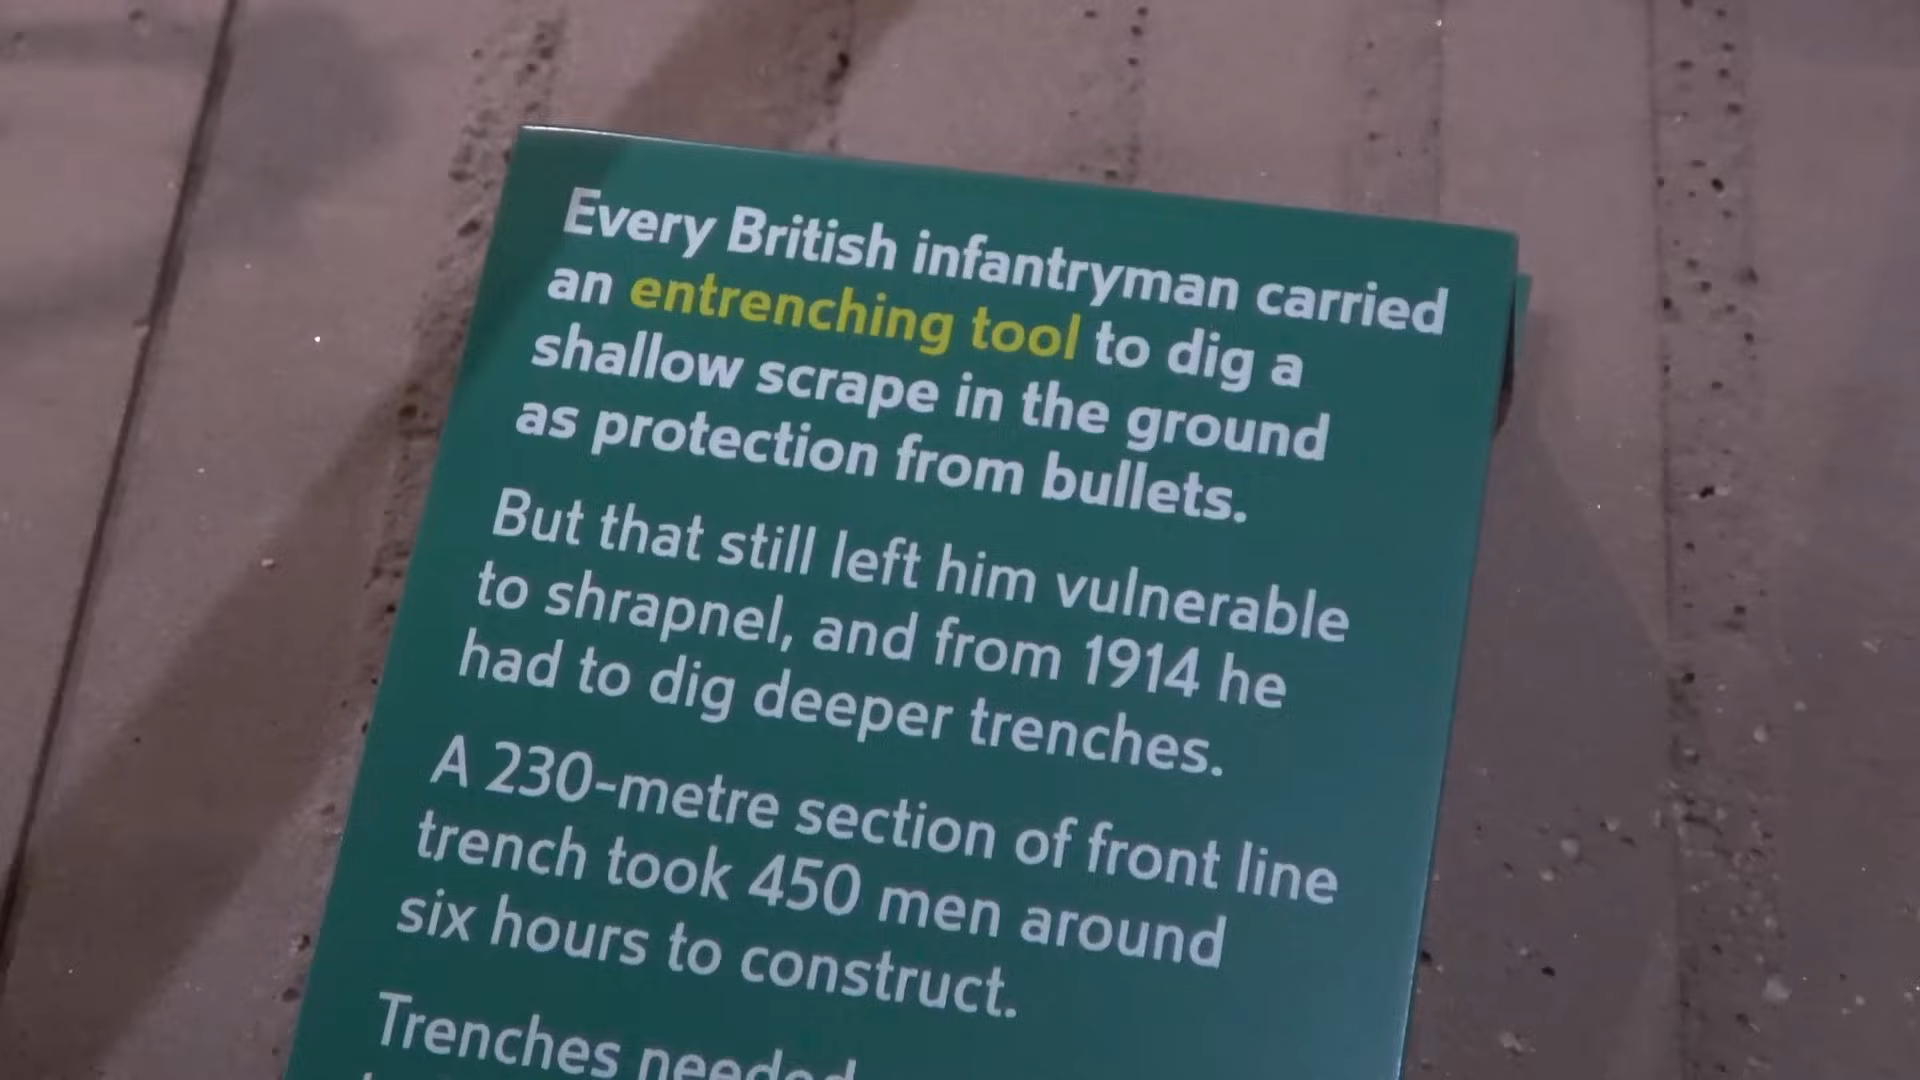 Every British infantryman carried
an entrenching tool to dig a
shallow scrape in the ground
as protection from bullets.
But that still left him vulnerable
to shrapnel, and from 1914 he
had to dig deeper trenches.
A 230-metre section of front line
trench took 450 men around
six hours to construct.
Trenches needed